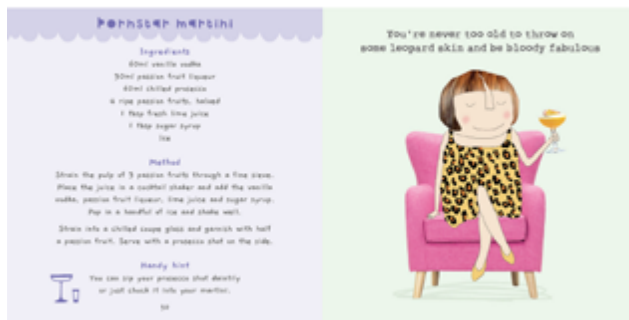 Pornstar martini
Ingredients
60ml vanilla vodka
30ml passion fruit liqueur
60ml chilled prosecco
4 ripe passion fruits, halved
1 tbsp fresh lime juice
1 tbsp sugar syrup
Ice
Method
Strain the pulp of 3 passion fruits through a fine sieve.
Place the juice in a cocktail shaker and add the vanilla
vodka, passion fruit liqueur, lime juice and sugar syrup.
Pop in a handful of ice and shake well.
Strain into a chilled coupe glass and garnish with half
a passion fruit. Serve with a prosecco shot on the side.
Handy hint
You can sip your prosecco shot daintily
or just chuck it into your martini.
You're never too old to throw on
some leopard skin and be bloody fabulous